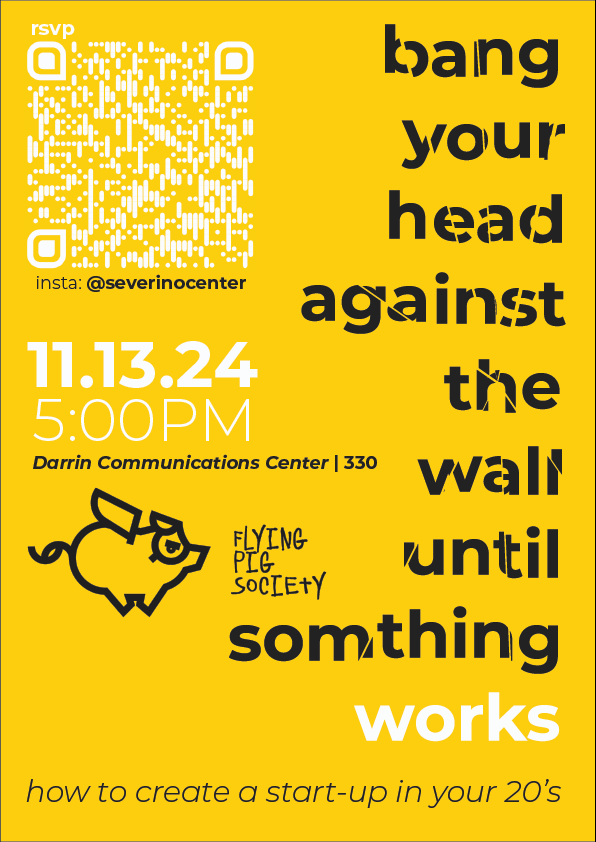 rsvp
insta: @severinocenter
11.13.24
5:00PM
Darrin Communications Center | 330
FLYING
PIG
SOCIETY
bang
your
head
against
the
wall
until
somthing
works
how to create a start-up in your 20's